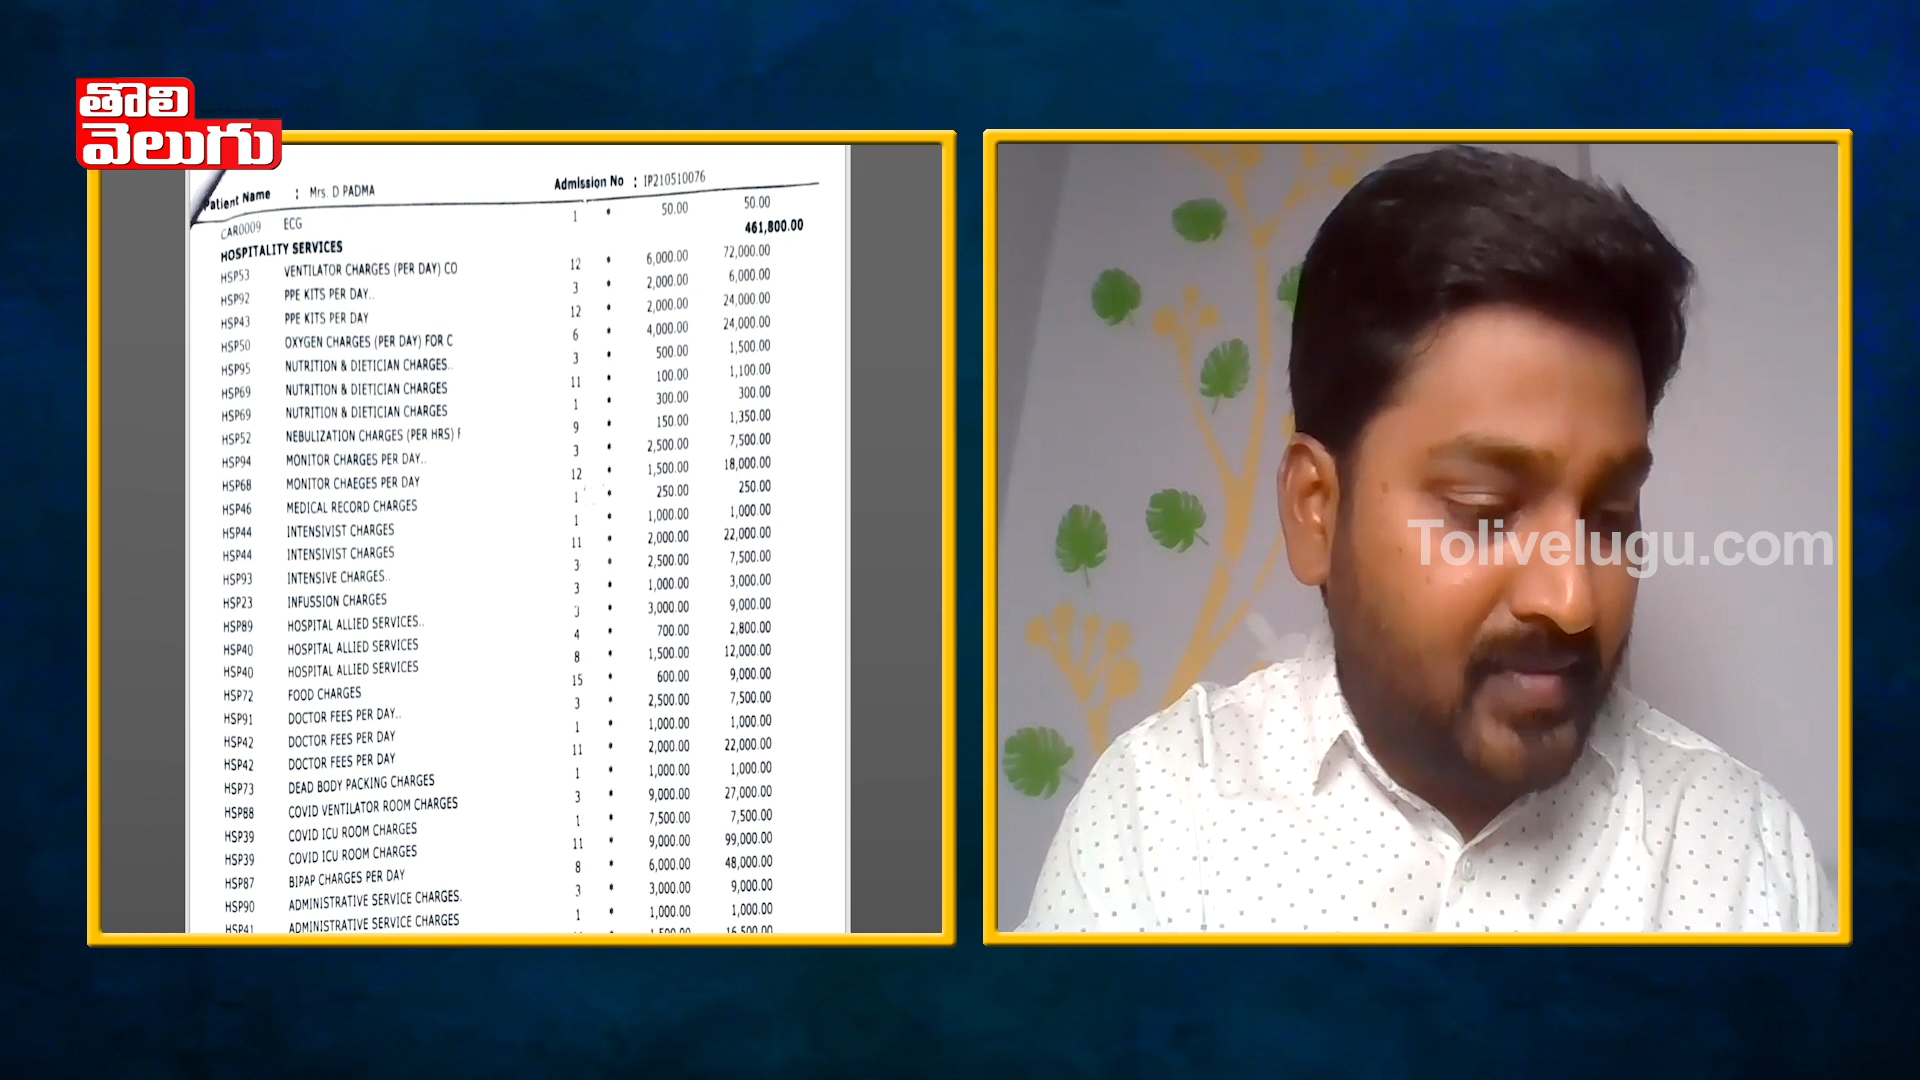 తొలి
వెలుగు
Patient Name : Mrs. D PADMA Admission No : IP210510076
CAR0009 ECG 1 * 50.00 50.00
HOSPITALITY SERVICES 461,800.00
HSP53 VENTILATOR CHARGES (PER DAY) CO 12 * 6,000.00 72,000.00
HSP92 PPE KITS PER DAY.. 3 * 2,000.00 6,000.00
HSP43 PPE KITS PER DAY 12 * 2,000.00 24,000.00
HSP50 OXYGEN CHARGES (PER DAY) FOR C 6 * 4,000.00 24,000.00
HSP95 NUTRITION & DIETICIAN CHARGES.. 3 * 500.00 1,500.00
HSP69 NUTRITION & DIETICIAN CHARGES 11 * 100.00 1,100.00
HSP69 NUTRITION & DIETICIAN CHARGES 1 * 300.00 300.00
HSP52 NEBULIZATION CHARGES (PER HRS) F 9 * 150.00 1,350.00
HSP94 MONITOR CHARGES PER DAY.. 3 * 2,500.00 7,500.00
HSP68 MONITOR CHAEGES PER DAY 12 * 1,500.00 18,000.00
HSP46 MEDICAL RECORD CHARGES 1 * 250.00 250.00
HSP44 INTENSIVIST CHARGES 1 * 1,000.00 1,000.00
HSP44 INTENSIVIST CHARGES 11 * 2,000.00 22,000.00
HSP93 INTENSIVE CHARGES.. 3 * 2,500.00 7,500.00
HSP23 INFUSSION CHARGES 3 * 1,000.00 3,000.00
HSP89 HOSPITAL ALLIED SERVICES.. 3 * 3,000.00 9,000.00
HSP40 HOSPITAL ALLIED SERVICES 4 * 700.00 2,800.00
HSP40 HOSPITAL ALLIED SERVICES 8 * 1,500.00 12,000.00
HSP72 FOOD CHARGES 15 * 600.00 9,000.00
HSP91 DOCTOR FEES PER DAY.. 3 * 2,500.00 7,500.00
HSP42 DOCTOR FEES PER DAY 1 * 1,000.00 1,000.00
HSP42 DOCTOR FEES PER DAY 11 * 2,000.00 22,000.00
HSP73 DEAD BODY PACKING CHARGES 1 * 1,000.00 1,000.00
HSP88 COVID VENTILATOR ROOM CHARGES 3 * 9,000.00 27,000.00
HSP39 COVID ICU ROOM CHARGES 1 * 7,500.00 7,500.00
HSP39 COVID ICU ROOM CHARGES 11 * 9,000.00 99,000.00
HSP87 BIPAP CHARGES PER DAY 8 * 6,000.00 48,000.00
HSP90 ADMINISTRATIVE SERVICE CHARGES. 3 * 3,000.00 9,000.00
HSP41 ADMINISTRATIVE SERVICE CHARGES 1 * 1,000.00 1,000.00
1,500.00 16,500.00
Tolivelugu.com